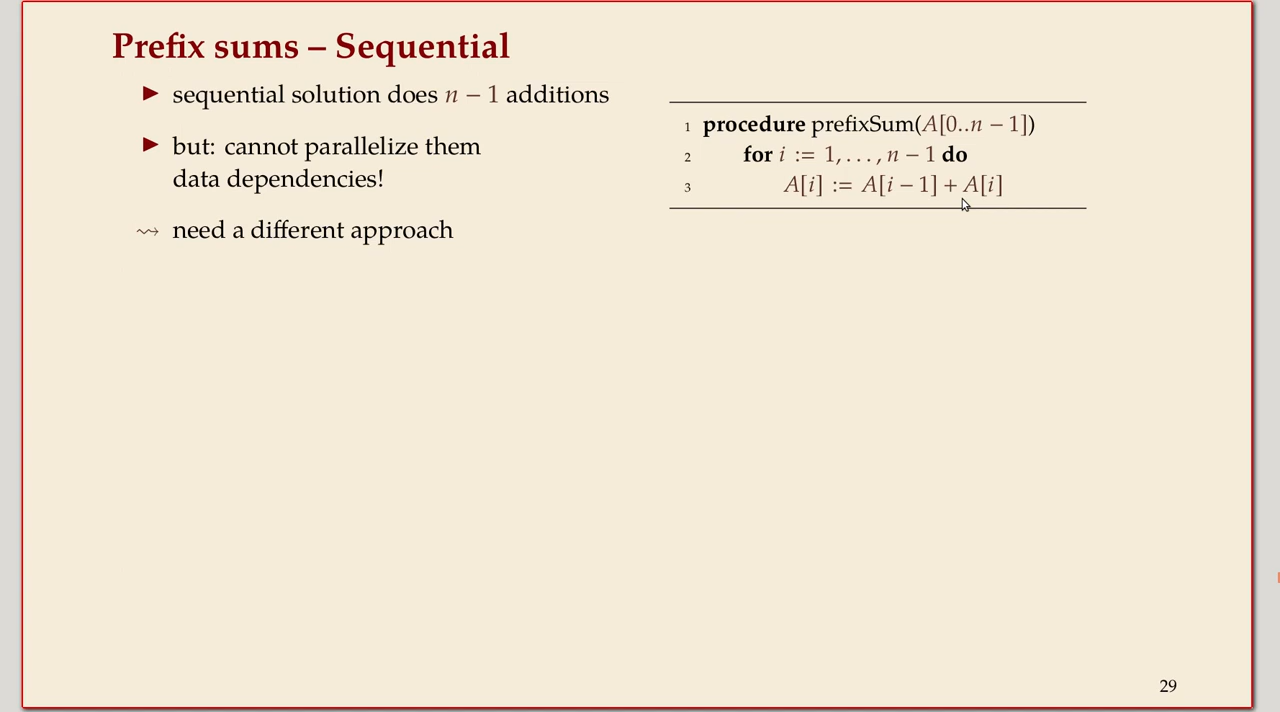 Prefix sums – Sequential
▶ sequential solution does n − 1 additions
▶ but: cannot parallelize them
data dependencies!
⇝ need a different approach
1 procedure prefixSum(A[0..n − 1])
2 for i := 1, . . . , n − 1 do
3 A[i] := A[i − 1] + A[i]
29